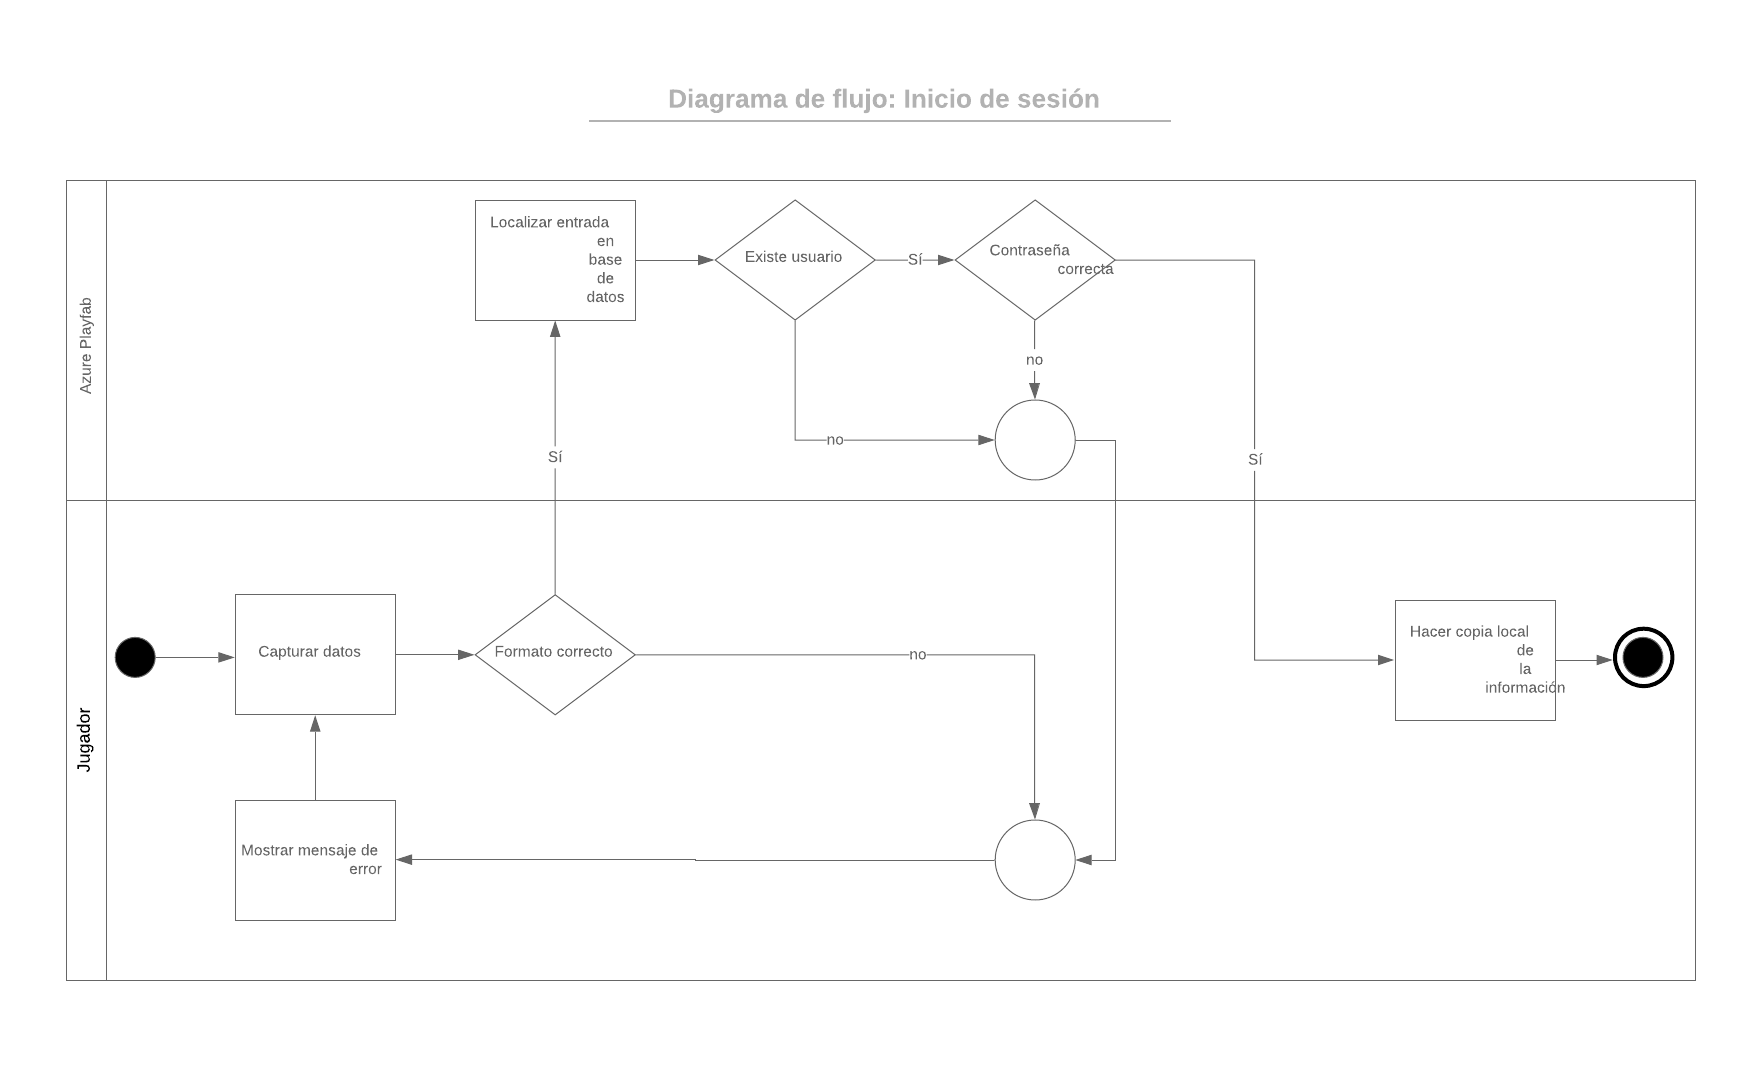 Diagrama de flujo: Inicio de sesión
Azure Playfab
Localizar entrada
en
base
de
datos
Existe usuario
Sí
Contraseña
correcta
no
no
Sí
Sí
Jugador
Capturar datos
Formato correcto
no
Hacer copia local
de
la
información
Mostrar mensaje de
error